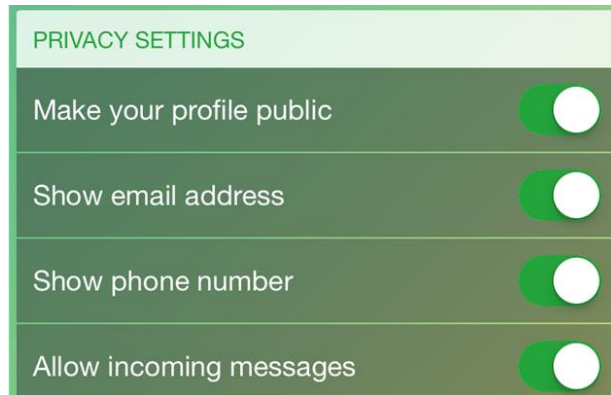 PRIVACY SETTINGS
Make your profile public
Show email address
Show phone number
Allow incoming messages